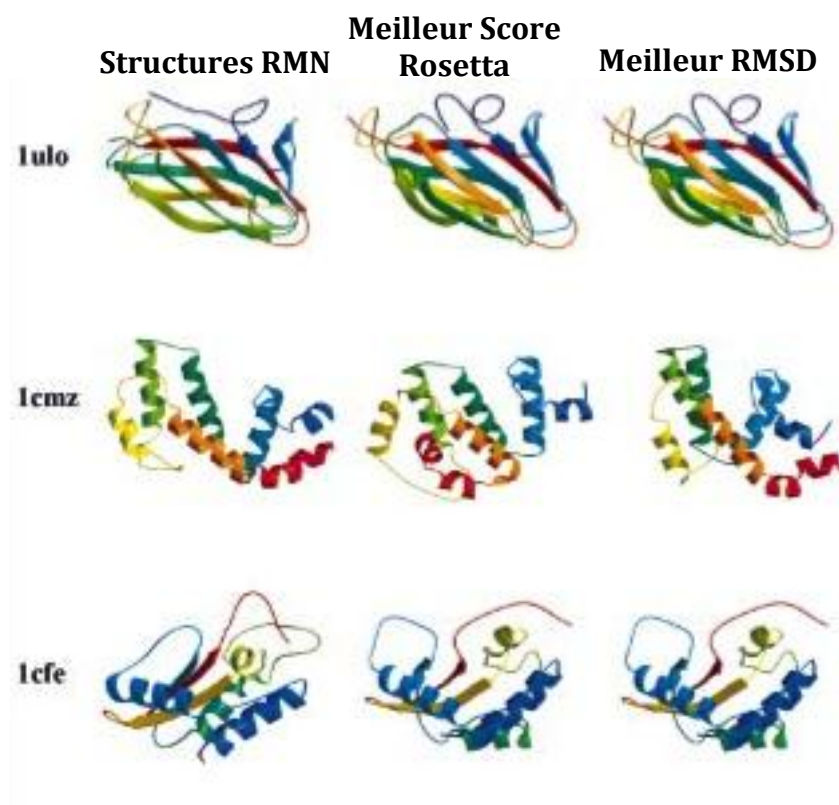 Structures RMN
Meilleur Score
Rosetta
Meilleur RMSD
1ulo
1cmz
1cfe